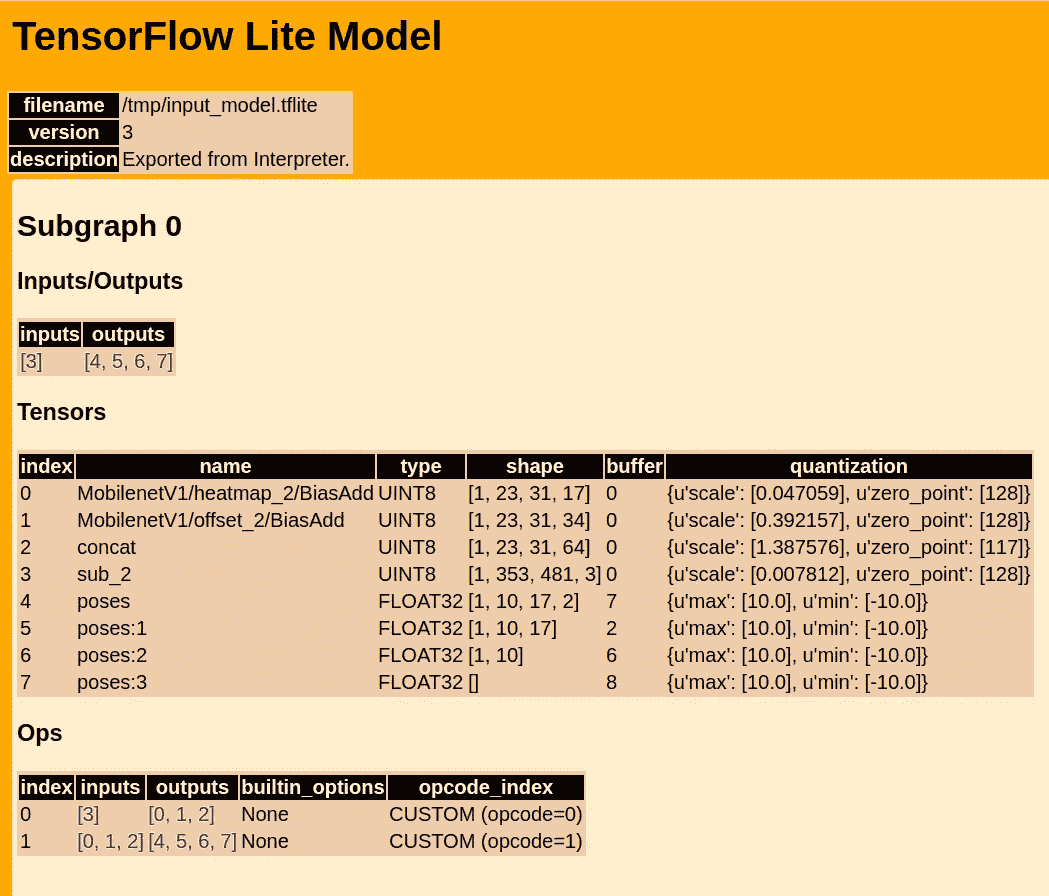 TensorFlow Lite Model
filename /tmp/input_model.tflite
version 3
description Exported from Interpreter.
Subgraph 0
Inputs/Outputs
inputs outputs
[3] [4, 5, 6, 7]
Tensors
index name type shape buffer quantization
0 MobilenetV1/heatmap_2/BiasAdd UINT8 [1, 23, 31, 17] 0 {u'scale': [0.047059], u'zero_point': [128]}
1 MobilenetV1/offset_2/BiasAdd UINT8 [1, 23, 31, 34] 0 {u'scale': [0.392157], u'zero_point': [128]}
2 concat UINT8 [1, 23, 31, 64] 0 {u'scale': [1.387576], u'zero_point': [117]}
3 sub_2 UINT8 [1, 353, 481, 3] 0 {u'scale': [0.007812], u'zero_point': [128]}
4 poses FLOAT32 [1, 10, 17, 2] 7 {u'max': [10.0], u'min': [-10.0]}
5 poses:1 FLOAT32 [1, 10, 17] 2 {u'max': [10.0], u'min': [-10.0]}
6 poses:2 FLOAT32 [1, 10] 6 {u'max': [10.0], u'min': [-10.0]}
7 poses:3 FLOAT32 [] 8 {u'max': [10.0], u'min': [-10.0]}
Ops
index inputs outputs builtin_options opcode_index
0 [3] [0, 1, 2] None CUSTOM (opcode=0)
1 [0, 1, 2] [4, 5, 6, 7] None CUSTOM (opcode=1)